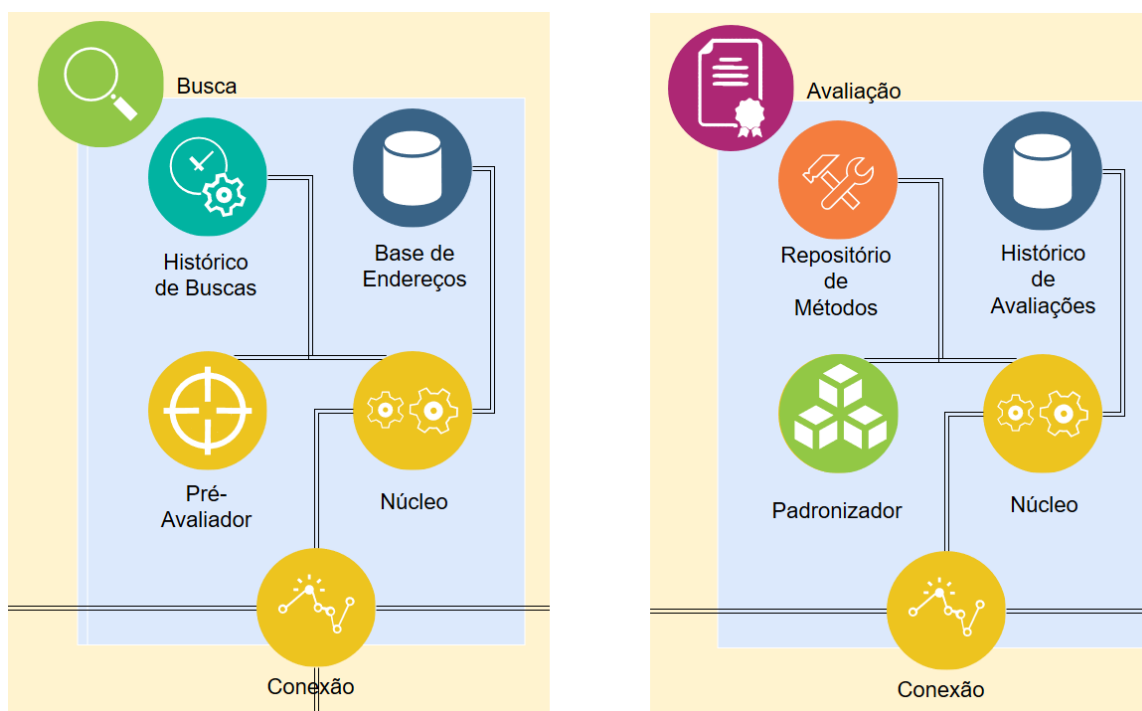 Busca
Histórico
de Buscas
Base de
Endereços
Pré-
Avaliador
Núcleo
Conexão
Avaliação
Repositório
de
Métodos
Histórico
de
Avaliações
Padronizador
Núcleo
Conexão